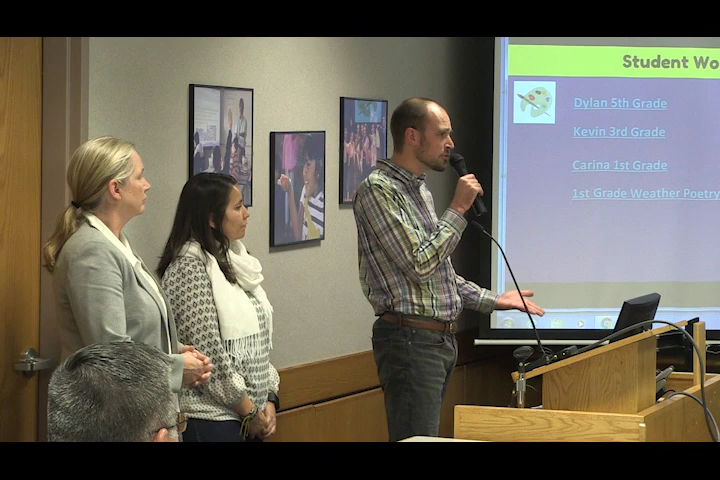 Student Wo
Dylan 5th Grade
Kevin 3rd Grade
Carina 1st Grade
1st Grade Weather Poetry